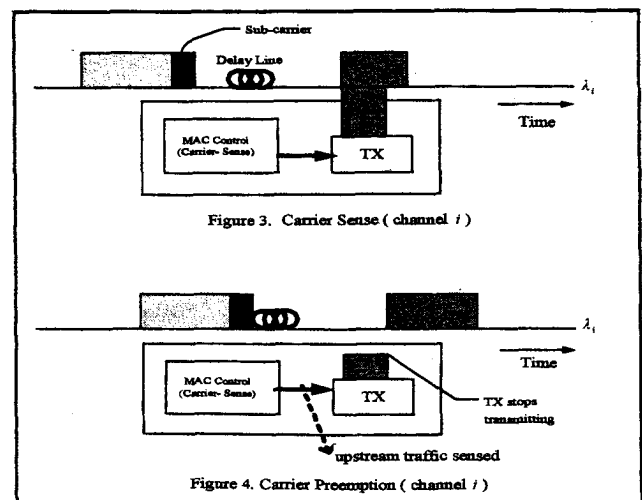 Sub-carrier
Delay Line
λi
Time
MAC Control
(Carrier- Sense)
TX
Figure 3. Carrier Sense ( channel i )
λi
Time
MAC Control
(Carrier- Sense)
TX
TX stops
transmitting
upstream traffic sensed
Figure 4. Carrier Preemption ( channel i )